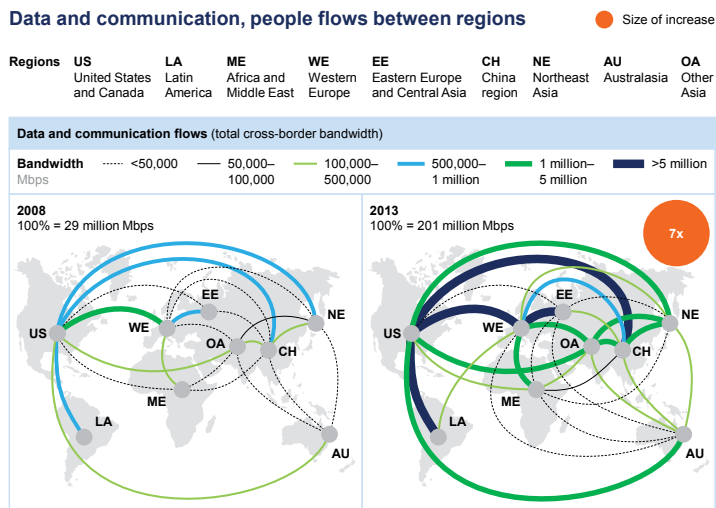 Data and communication, people flows between regions
Size of increase
Regions
US
United States
and Canada
LA
Latin
America
ME
Africa and
Middle East
WE
Western
Europe
EE
Eastern Europe
and Central Asia
CH
China
region
NE
Northeast
Asia
AU
Australasia
OA
Other
Asia
Data and communication flows (total cross-border bandwidth)
Bandwidth
Mbps
<50,000
50,000–
100,000
100,000–
500,000
500,000–
1 million
1 million–
5 million
>5 million
2008
100% = 29 million Mbps
US
WE
EE
NE
OA
CH
ME
LA
AU
2013
100% = 201 million Mbps
7x
US
WE
EE
NE
OA
CH
ME
LA
AU